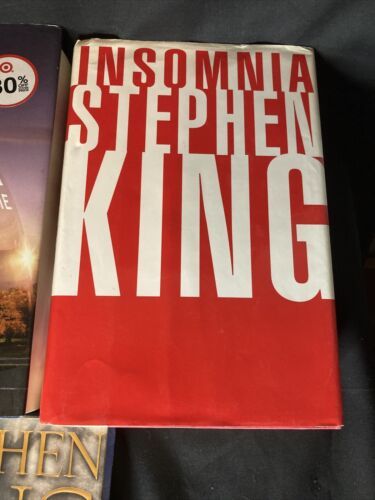 INSOMNIA
STEPHEN
KING
30%
HEN